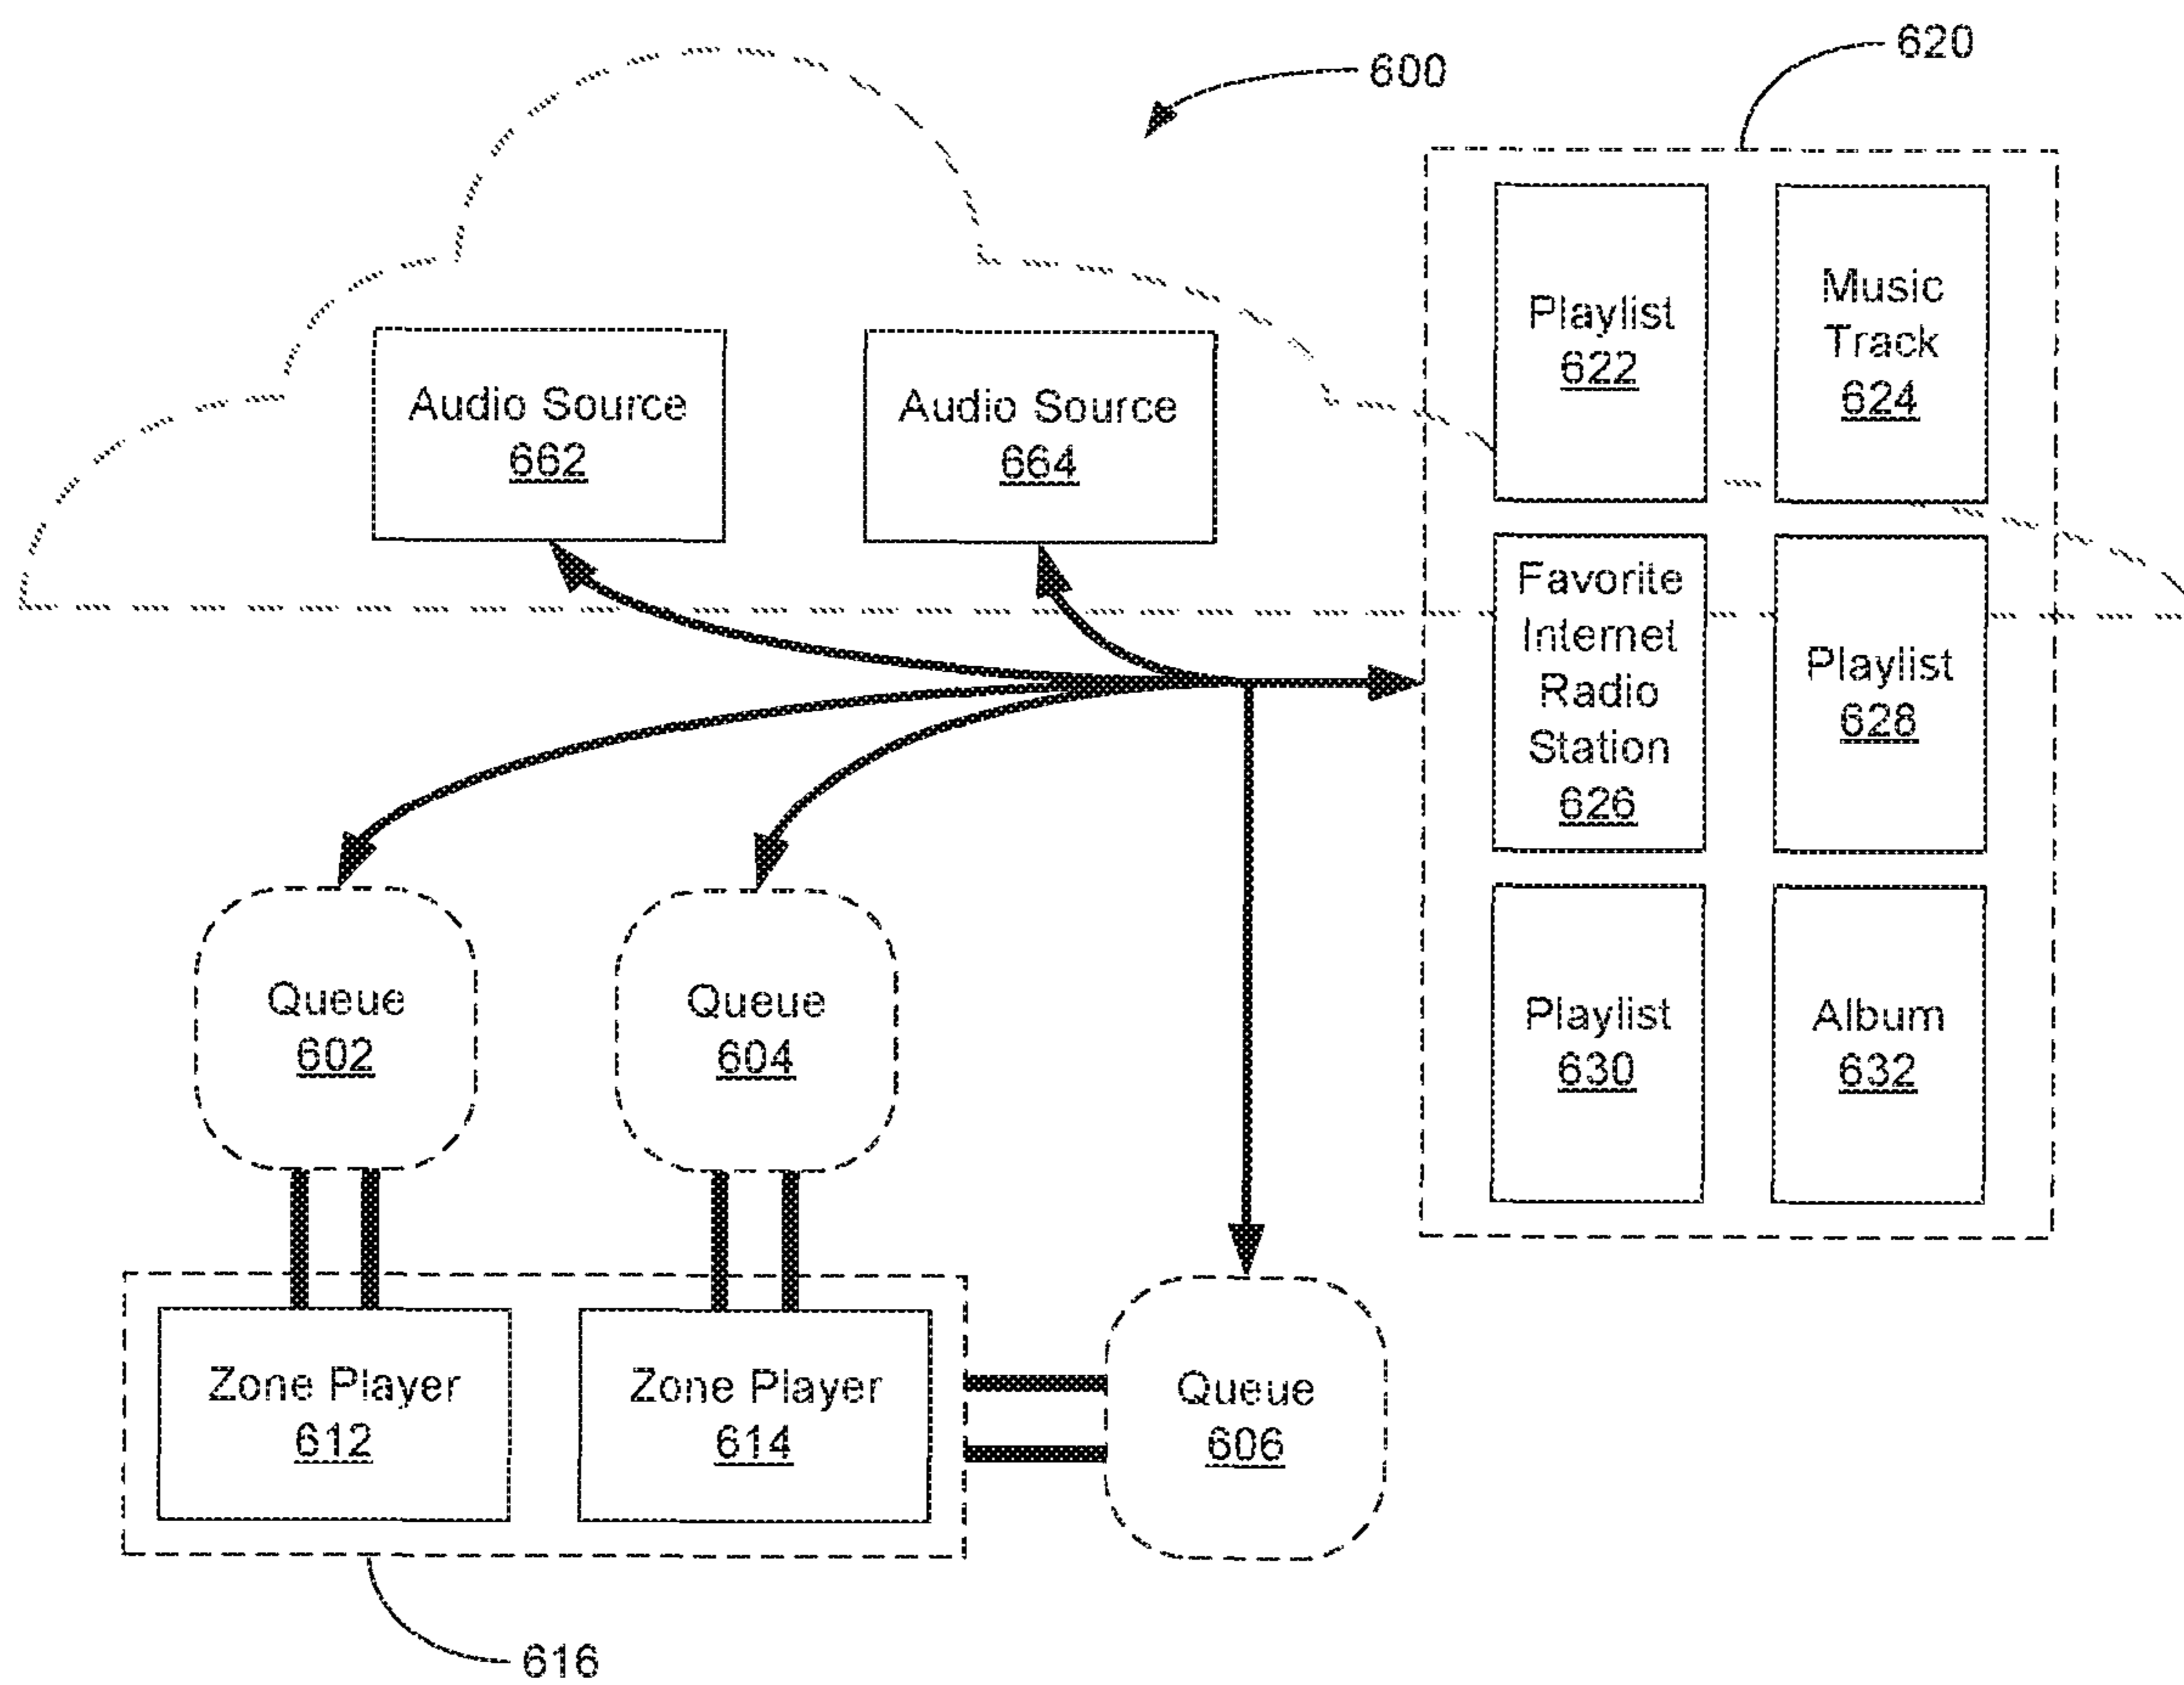 600
620
Audio Source
662
Audio Source
664
Playlist
622
Music
Track
624
Favorite
Internet
Radio
Station
626
Playlist
628
Playlist
630
Album
632
Queue
602
Queue
604
Zone Player
612
Zone Player
614
Queue
606
616